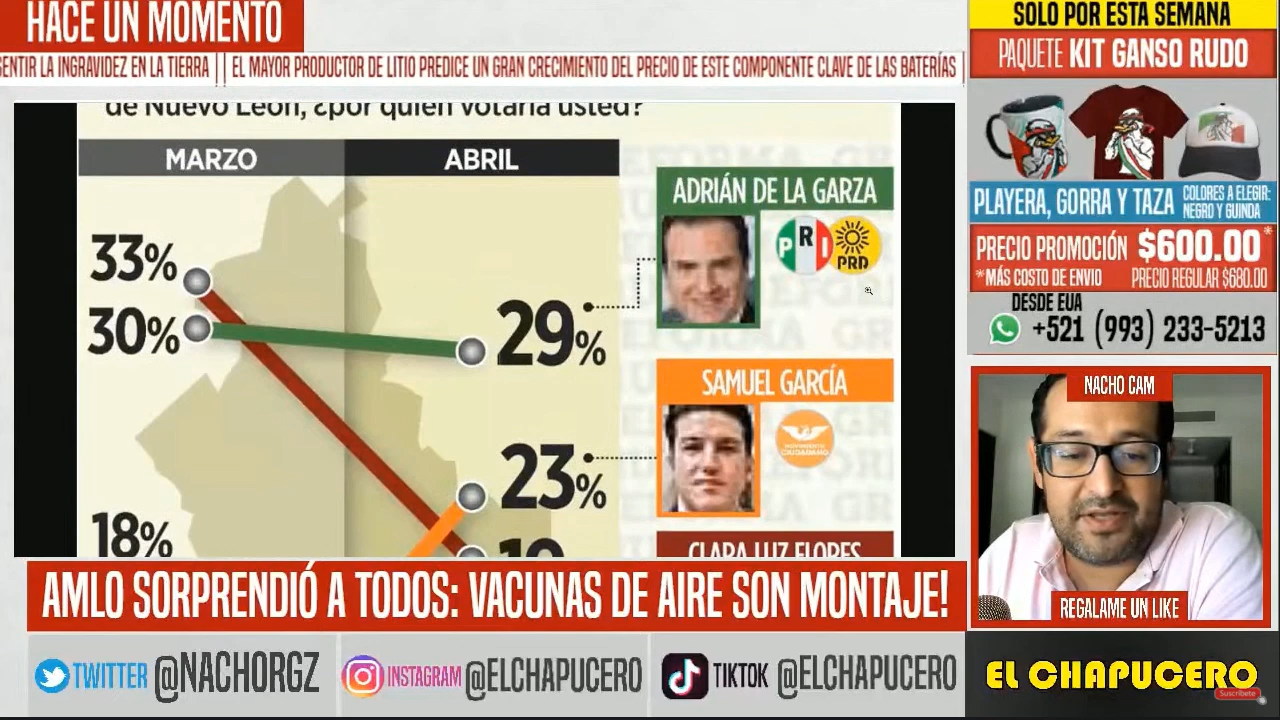 HACE UN MOMENTO
SENTIR LA INGRAVIDEZ EN LA TIERRA || EL MAYOR PRODUCTOR DE LITIO PREDICE UN GRAN CRECIMIENTO DEL PRECIO DE ESTE COMPONENTE CLAVE DE LAS BATERÍAS |
de Nuevo León, ¿por quién votaría usted?
MARZO
ABRIL
33%
30%
18%
29%
23%
19
ADRIÁN DE LA GARZA
PRI
PRD
SAMUEL GARCÍA
MOVIMIENTO
CIUDADANO
CLARA LUZ FLORES
AMLO SORPRENDIÓ A TODOS: VACUNAS DE AIRE SON MONTAJE!
TWITTER @NACHORGZ
INSTAGRAM @ELCHAPUCERO
TIKTOK @ELCHAPUCERO
SOLO POR ESTA SEMANA
PAQUETE KIT GANSO RUDO
PLAYERA, GORRA Y TAZA
COLORES A ELEGIR:
NEGRO Y GUINDA
PRECIO PROMOCIÓN $600.00*
*MÁS COSTO DE ENVIO PRECIO REGULAR $680.00
DESDE EUA
+521 (993) 233-5213
NACHO CAM
REGALAME UN LIKE
EL CHAPUCERO
Suscríbete